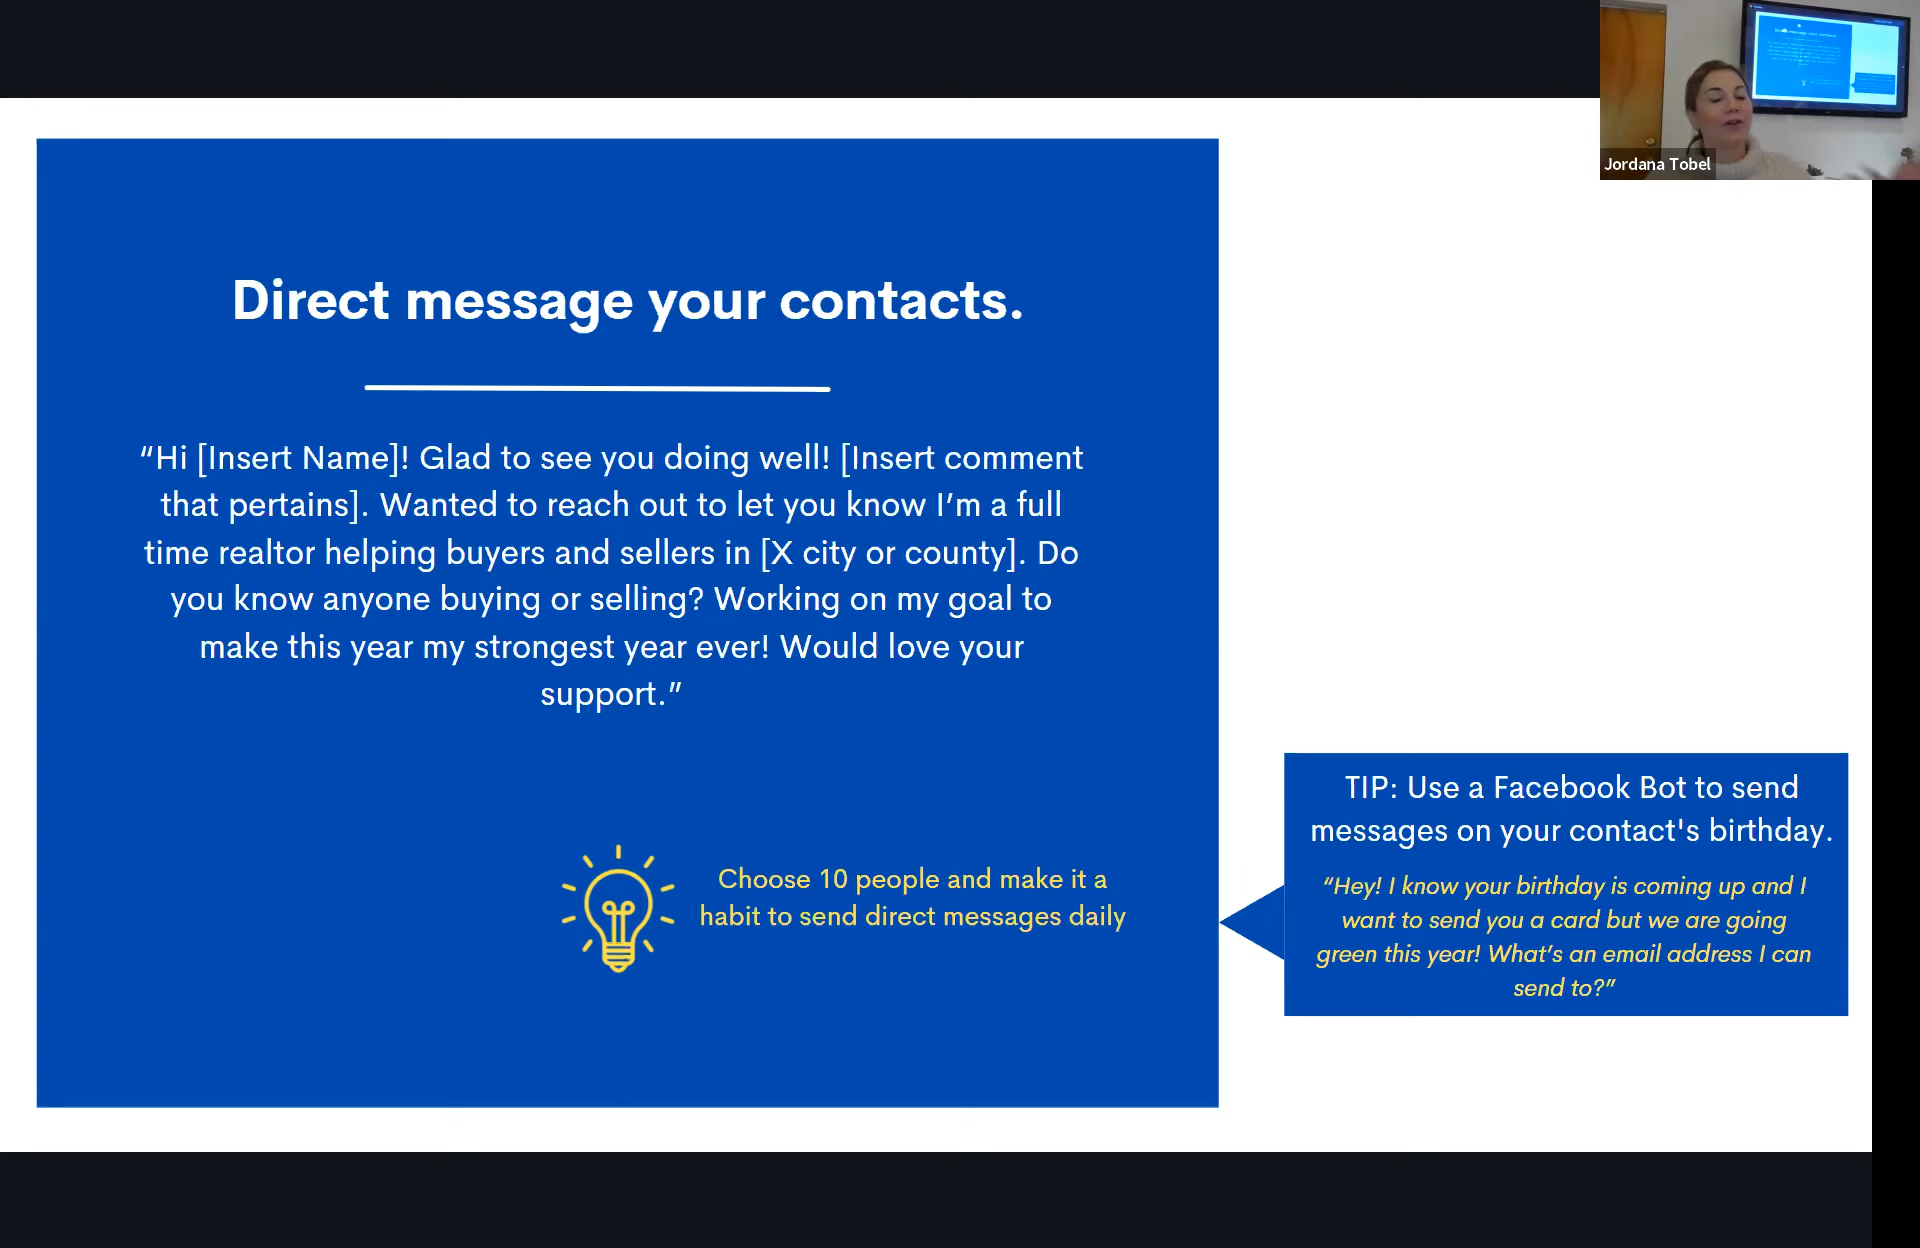 Jordana Tobel
Direct message your contacts.
“Hi [Insert Name]! Glad to see you doing well! [Insert comment
that pertains]. Wanted to reach out to let you know I’m a full
time realtor helping buyers and sellers in [X city or county]. Do
you know anyone buying or selling? Working on my goal to
make this year my strongest year ever! Would love your
support.”
Choose 10 people and make it a
habit to send direct messages daily
TIP: Use a Facebook Bot to send
messages on your contact's birthday.
“Hey! I know your birthday is coming up and I
want to send you a card but we are going
green this year! What’s an email address I can
send to?”